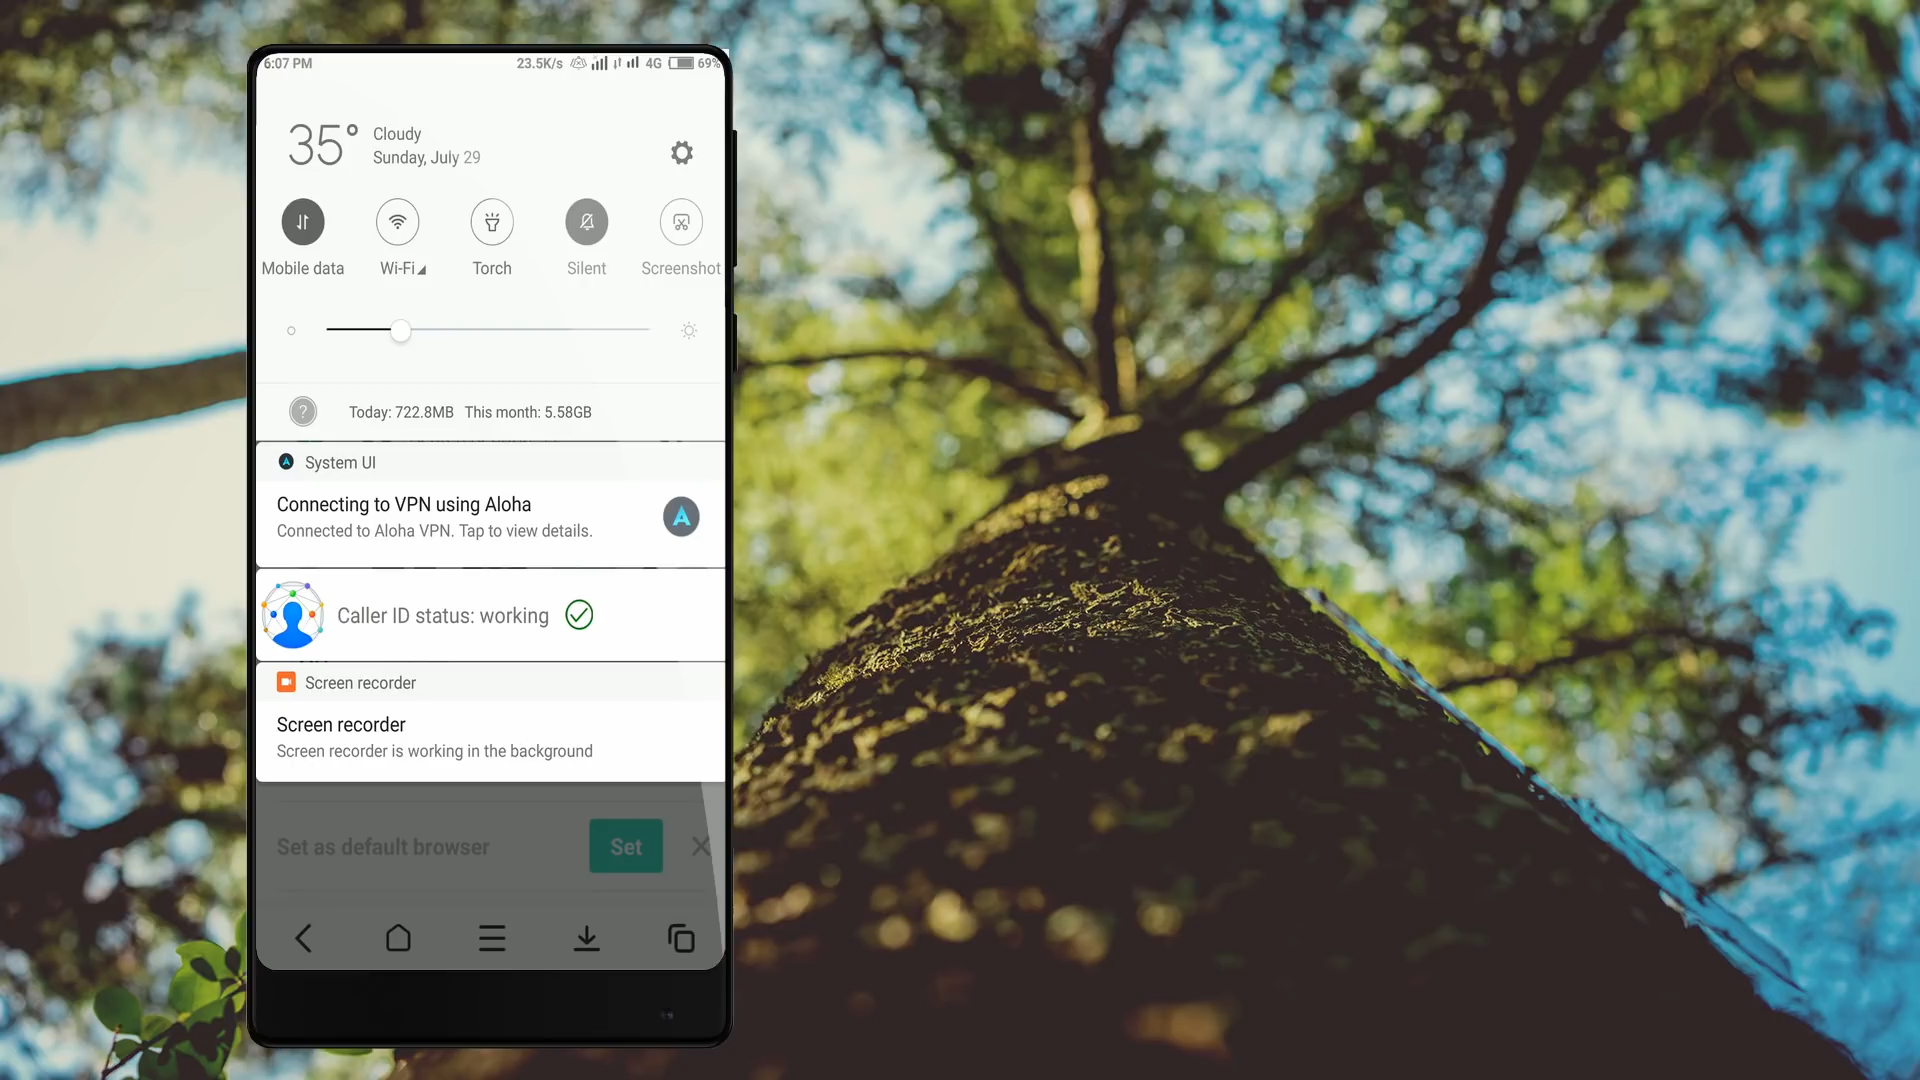 6:07 PM 23.5K/s 4G 69%
35° Cloudy
Sunday, July 29
Mobile data Wi-Fi Torch Silent Screenshot
? Today: 722.8MB This month: 5.58GB
System UI
Connecting to VPN using Aloha
Connected to Aloha VPN. Tap to view details.
Caller ID status: working
Screen recorder
Screen recorder
Screen recorder is working in the background
Set as default browser Set